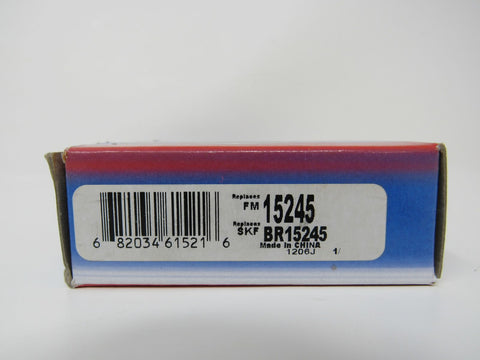 Replaces
FM 15245
Replaces
SKF BR15245
Made in CHINA
1206J 1/
6 82034 61521 6